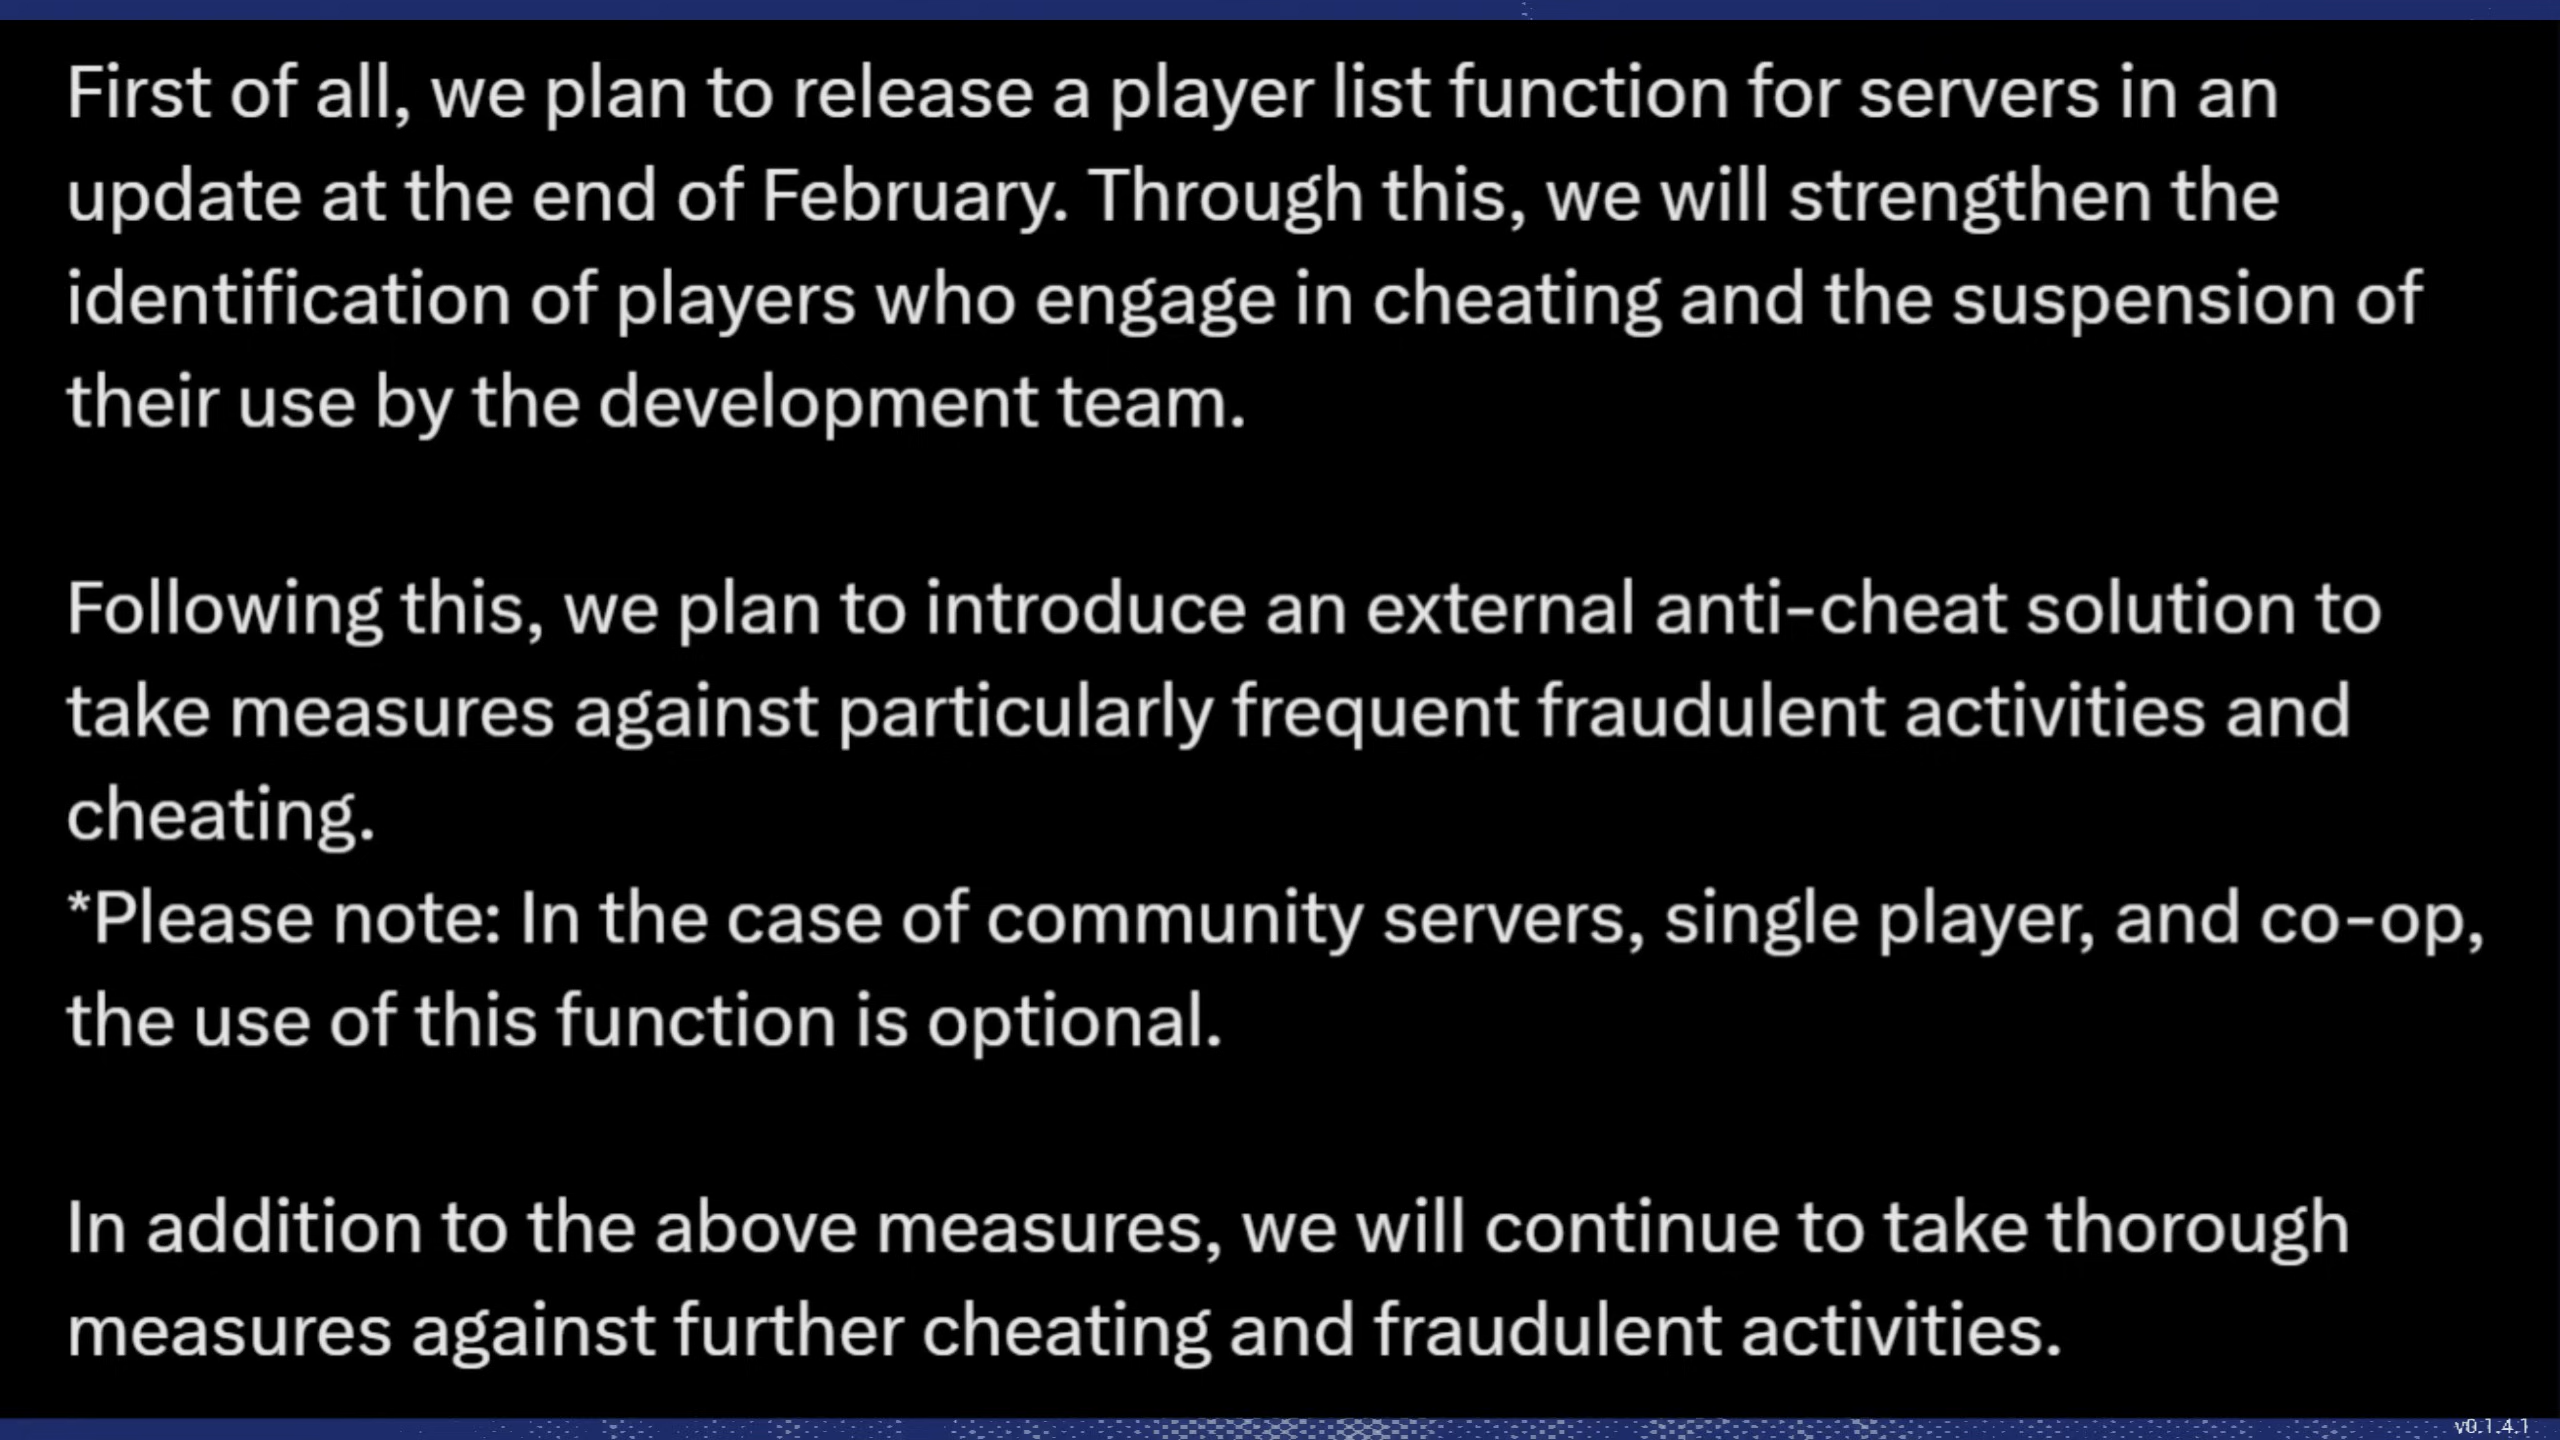 First of all, we plan to release a player list function for servers in an
update at the end of February. Through this, we will strengthen the
identification of players who engage in cheating and the suspension of
their use by the development team.
Following this, we plan to introduce an external anti-cheat solution to
take measures against particularly frequent fraudulent activities and
cheating.
*Please note: In the case of community servers, single player, and co-op,
the use of this function is optional.
In addition to the above measures, we will continue to take thorough
measures against further cheating and fraudulent activities.
v0.1.4.1